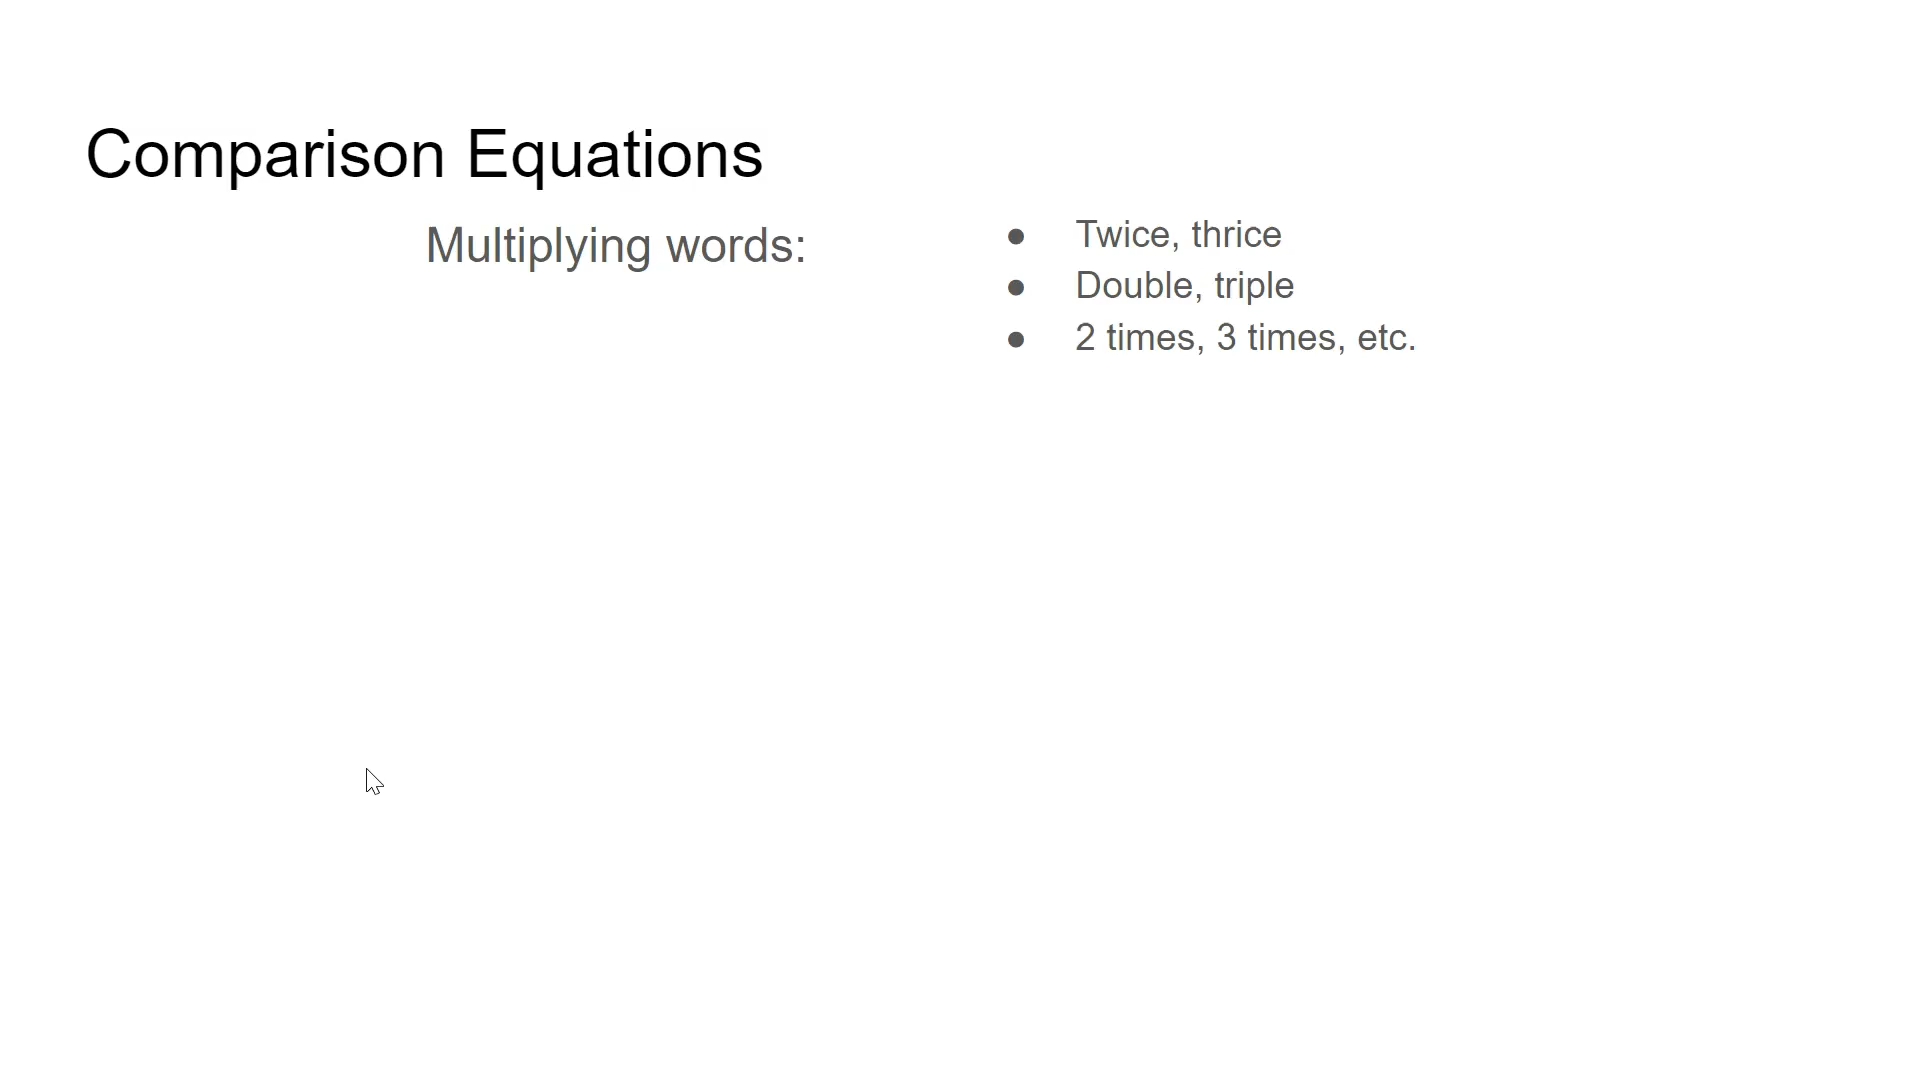 Comparison Equations
Multiplying words:
● Twice, thrice
● Double, triple
● 2 times, 3 times, etc.